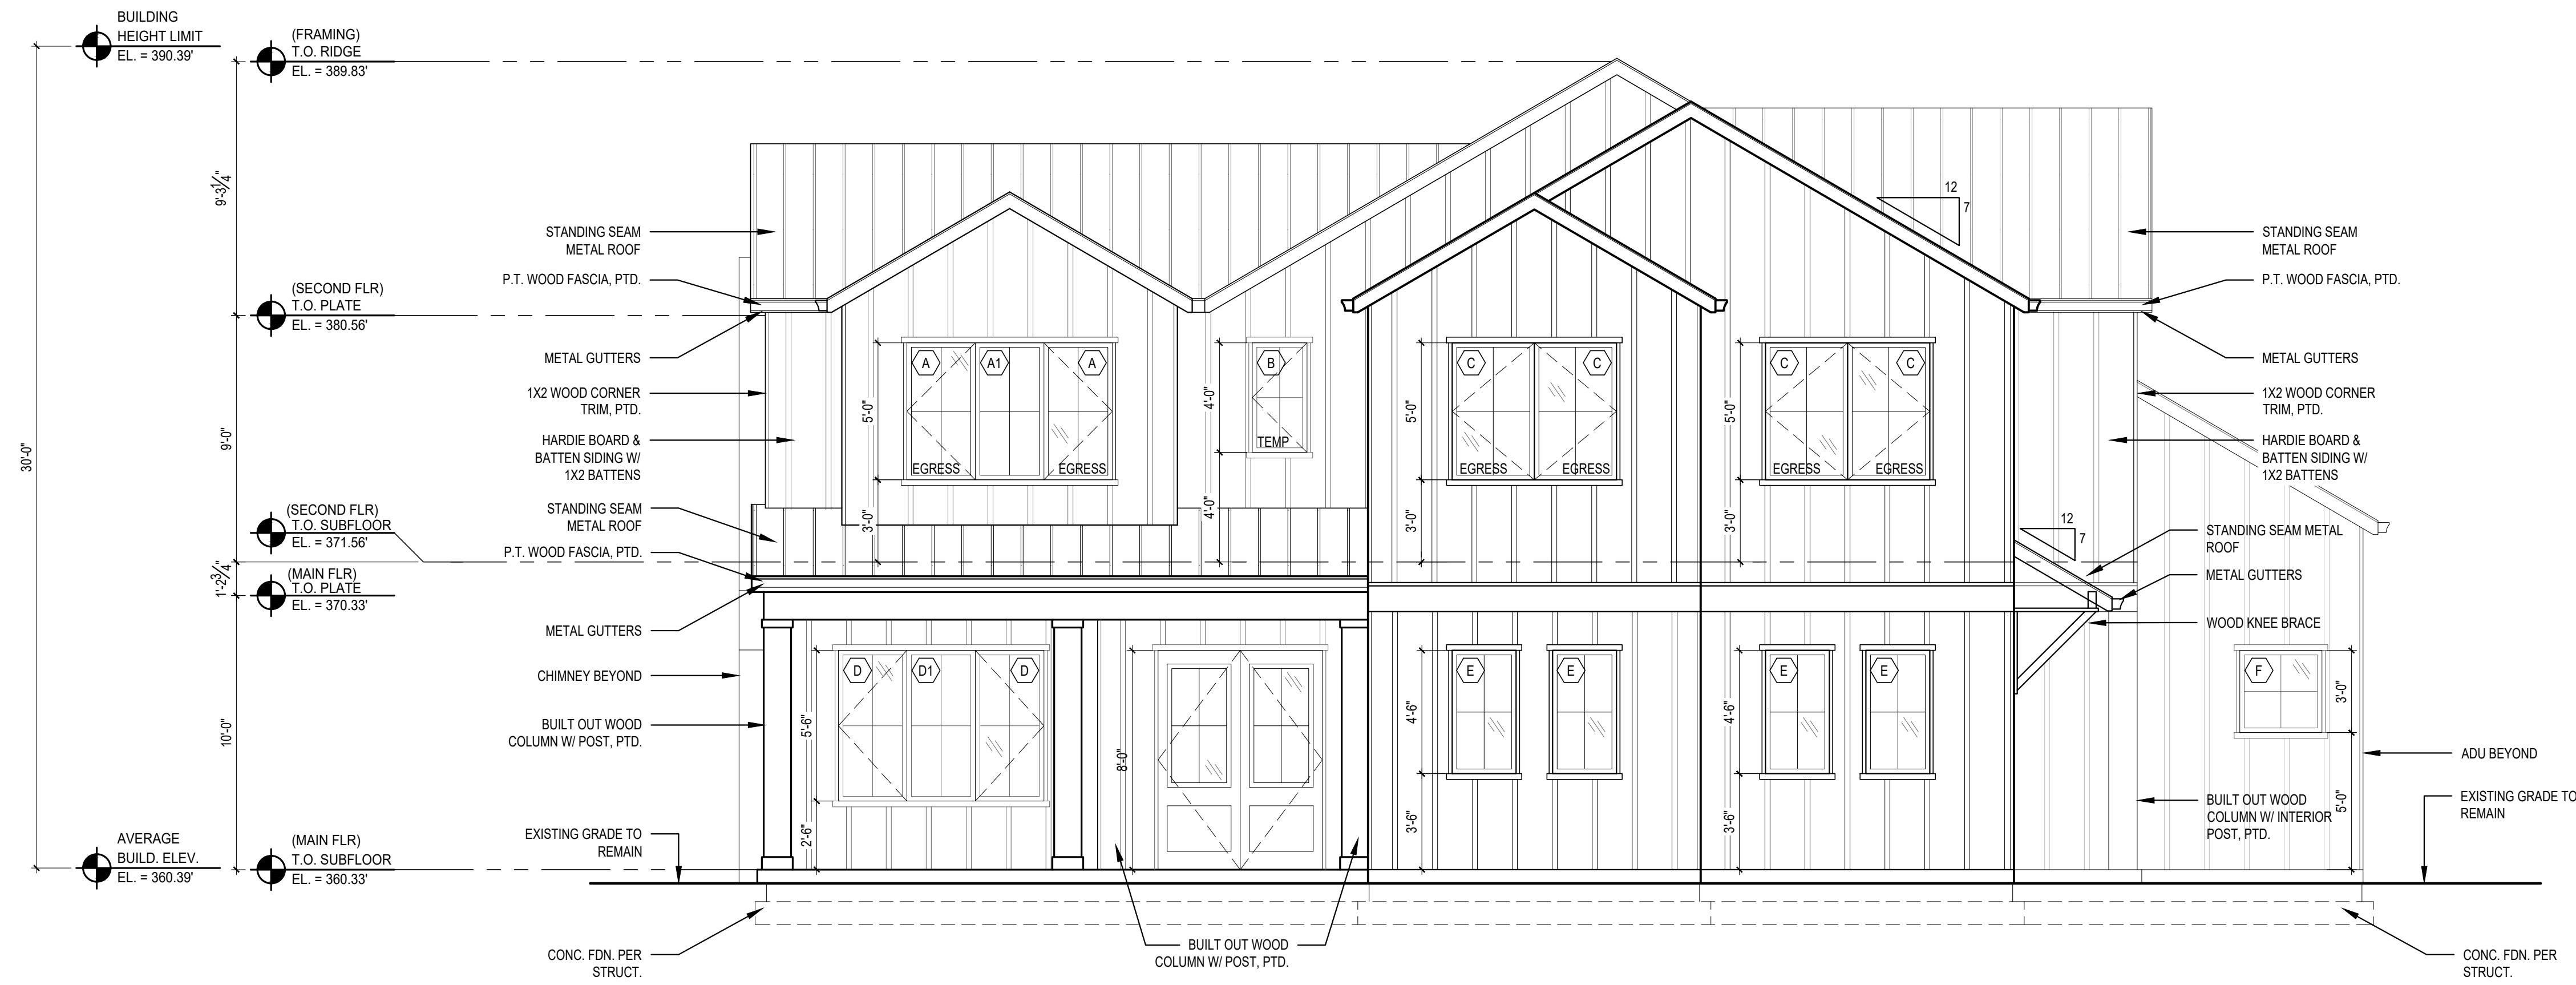 BUILDING
HEIGHT LIMIT
EL. = 390.39'
(FRAMING)
T.O. RIDGE
EL. = 389.83'
(SECOND FLR)
T.O. PLATE
EL. = 380.56'
(SECOND FLR)
T.O. SUBFLOOR
EL. = 371.56'
(MAIN FLR)
T.O. PLATE
EL. = 370.33'
AVERAGE
BUILD. ELEV.
EL. = 360.39'
(MAIN FLR)
T.O. SUBFLOOR
EL. = 360.33'
30'-0"
9'-3 1/4"
9'-0"
1'-2 3/4"
10'-0"
STANDING SEAM
METAL ROOF
P.T. WOOD FASCIA, PTD.
METAL GUTTERS
1X2 WOOD CORNER
TRIM, PTD.
HARDIE BOARD &
BATTEN SIDING W/
1X2 BATTENS
STANDING SEAM
METAL ROOF
P.T. WOOD FASCIA, PTD.
METAL GUTTERS
CHIMNEY BEYOND
BUILT OUT WOOD
COLUMN W/ POST, PTD.
EXISTING GRADE TO
REMAIN
CONC. FDN. PER
STRUCT.
12
7
A
A1
A
B
C
C
C
C
5'-0"
4'-0"
5'-0"
5'-0"
TEMP
EGRESS
EGRESS
EGRESS
EGRESS
EGRESS
EGRESS
3'-0"
4'-0"
3'-0"
3'-0"
D
D1
D
E
E
E
E
F
5'-6"
8'-0"
4'-6"
4'-6"
3'-0"
2'-6"
3'-6"
3'-6"
5'-0"
BUILT OUT WOOD
COLUMN W/ POST, PTD.
STANDING SEAM
METAL ROOF
P.T. WOOD FASCIA, PTD.
METAL GUTTERS
1X2 WOOD CORNER
TRIM, PTD.
HARDIE BOARD &
BATTEN SIDING W/
1X2 BATTENS
12
7
STANDING SEAM METAL
ROOF
METAL GUTTERS
WOOD KNEE BRACE
ADU BEYOND
BUILT OUT WOOD
COLUMN W/ INTERIOR
POST, PTD.
EXISTING GRADE TO
REMAIN
CONC. FDN. PER
STRUCT.